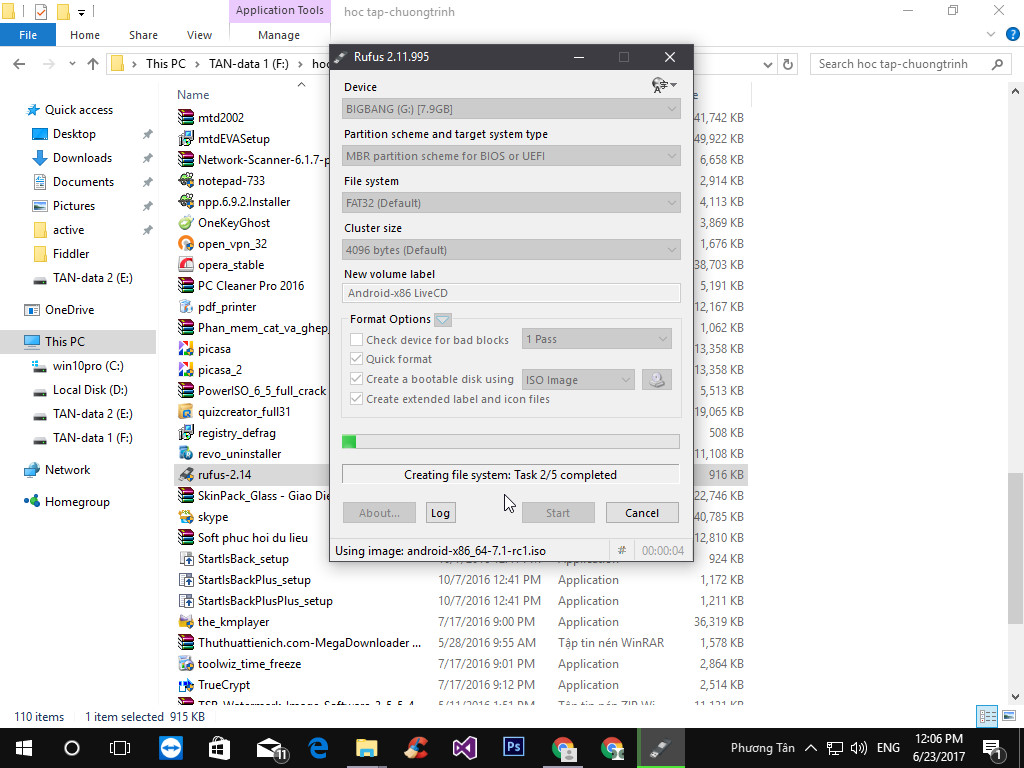 Application Tools
hoc tap-chuongtrinh
File
Home
Share
View
Manage
This PC
TAN-data 1 (F:)
Search hoc tap-chuongtrinh
Quick access
Desktop
Downloads
Documents
Pictures
active
Fiddler
TAN-data 2 (E:)
OneDrive
This PC
win10pro (C:)
Local Disk (D:)
TAN-data 2 (E:)
TAN-data 1 (F:)
Network
Homegroup
Name
mtd2002
41,742 KB
mtdEVASetup
49,922 KB
Network-Scanner-6.1.7-p
6,658 KB
notepad-733
2,914 KB
npp.6.9.2.Installer
4,113 KB
OneKeyGhost
3,869 KB
open_vpn_32
1,676 KB
opera_stable
38,703 KB
PC Cleaner Pro 2016
5,191 KB
pdf_printer
12,167 KB
Phan_mem_cat_va_ghep_
1,062 KB
picasa
13,358 KB
picasa_2
13,358 KB
PowerISO_6_5_full_crack
5,513 KB
quizcreator_full31
19,065 KB
registry_defrag
508 KB
revo_uninstaller
11,108 KB
rufus-2.14
916 KB
SkinPack_Glass - Giao Die
22,746 KB
skype
40,785 KB
Soft phuc hoi du lieu
12,810 KB
StartIsBack_setup
924 KB
StartIsBackPlus_setup 10/7/2016 12:41 PM Application 1,172 KB
StartIsBackPlusPlus_setup 10/7/2016 12:41 PM Application 1,211 KB
the_kmplayer 7/17/2016 9:00 PM Application 36,319 KB
Thuthuattienich.com-MegaDownloader ... 5/28/2016 9:55 AM Tập tin nén WinRAR 1,578 KB
toolwiz_time_freeze 7/17/2016 9:01 PM Application 2,864 KB
TrueCrypt 7/17/2016 9:12 PM Application 2,514 KB
Rufus 2.11.995
Device
BIGBANG (G:) [7.9GB]
Partition scheme and target system type
MBR partition scheme for BIOS or UEFI
File system
FAT32 (Default)
Cluster size
4096 bytes (Default)
New volume label
Android-x86 LiveCD
Format Options
Check device for bad blocks
1 Pass
Quick format
Create a bootable disk using
ISO Image
Create extended label and icon files
Creating file system: Task 2/5 completed
About...
Log
Start
Cancel
Using image: android-x86_64-7.1-rc1.iso
#
00:00:04
110 items
1 item selected 915 KB
11
Ps
Phương Tân
ENG
12:06 PM
6/23/2017
1